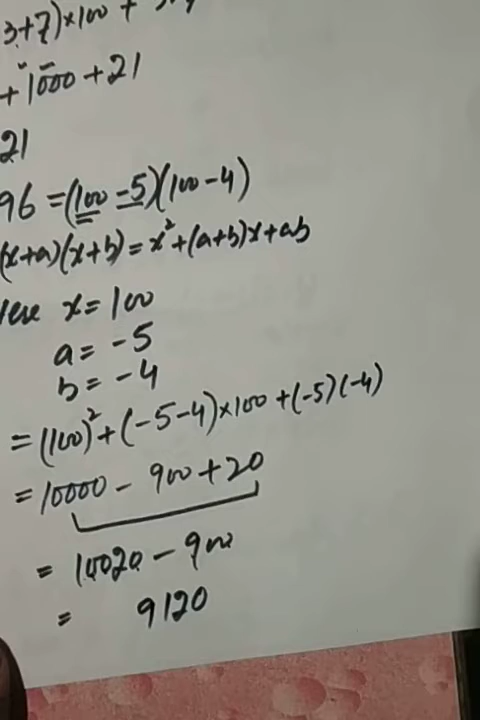 3+7)×100 +
+1000 +21
21
96 =(100 -5)(100-4)
(x+a)(x+b)=x²+(a+b)x+ab
x=100
a= -5
b= -4
=(100)²+(-5-4)×100 +(-5)(-4)
=10000 - 900 +20
= 10020 - 900
= 9120